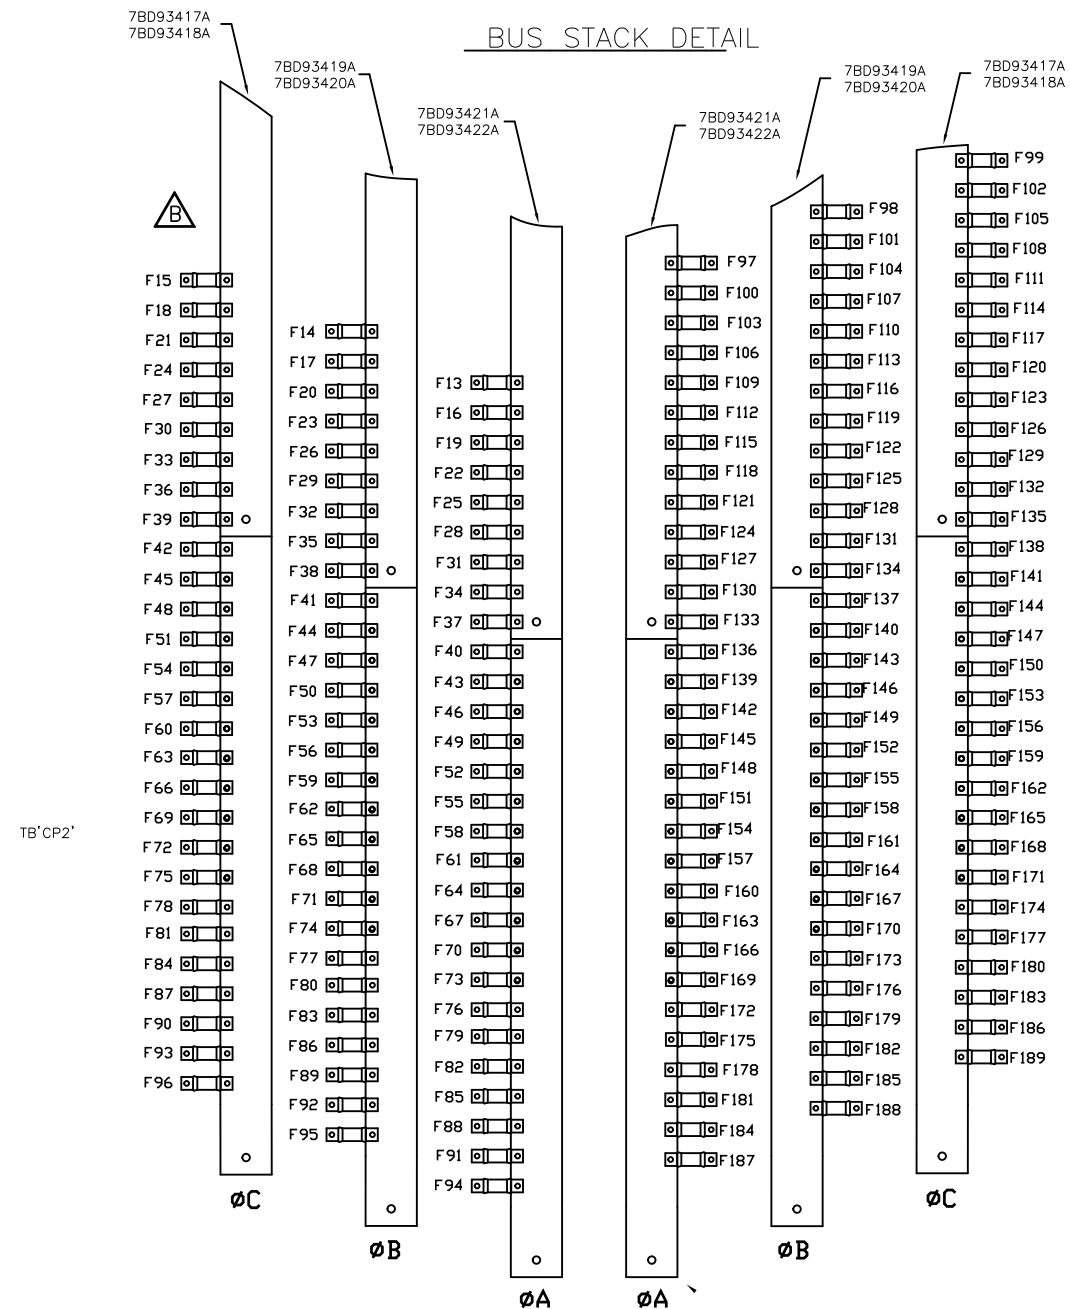 BUS STACK DETAIL
7BD93417A
7BD93418A
7BD93419A
7BD93420A
7BD93421A
7BD93422A
7BD93421A
7BD93422A
7BD93419A
7BD93420A
7BD93417A
7BD93418A
B
TB'CP2'
F15
F18
F21
F24
F27
F30
F33
F36
F39
F42
F45
F48
F51
F54
F57
F60
F63
F66
F69
F72
F75
F78
F81
F84
F87
F90
F93
F96
øC
F14
F17
F20
F23
F26
F29
F32
F35
F38
F41
F44
F47
F50
F53
F56
F59
F62
F65
F68
F71
F74
F77
F80
F83
F86
F89
F92
F95
øB
F13
F16
F19
F22
F25
F28
F31
F34
F37
F40
F43
F46
F49
F52
F55
F58
F61
F64
F67
F70
F73
F76
F79
F82
F85
F88
F91
F94
øA
F97
F100
F103
F106
F109
F112
F115
F118
F121
F124
F127
F130
F133
F136
F139
F142
F145
F148
F151
F154
F157
F160
F163
F166
F169
F172
F175
F178
F181
F184
F187
øA
F98
F101
F104
F107
F110
F113
F116
F119
F122
F125
F128
F131
F134
F137
F140
F143
F146
F149
F152
F155
F158
F161
F164
F167
F170
F173
F176
F179
F182
F185
F188
øB
F99
F102
F105
F108
F111
F114
F117
F120
F123
F126
F129
F132
F135
F138
F141
F144
F147
F150
F153
F156
F159
F162
F165
F168
F171
F174
F177
F180
F183
F186
F189
øC